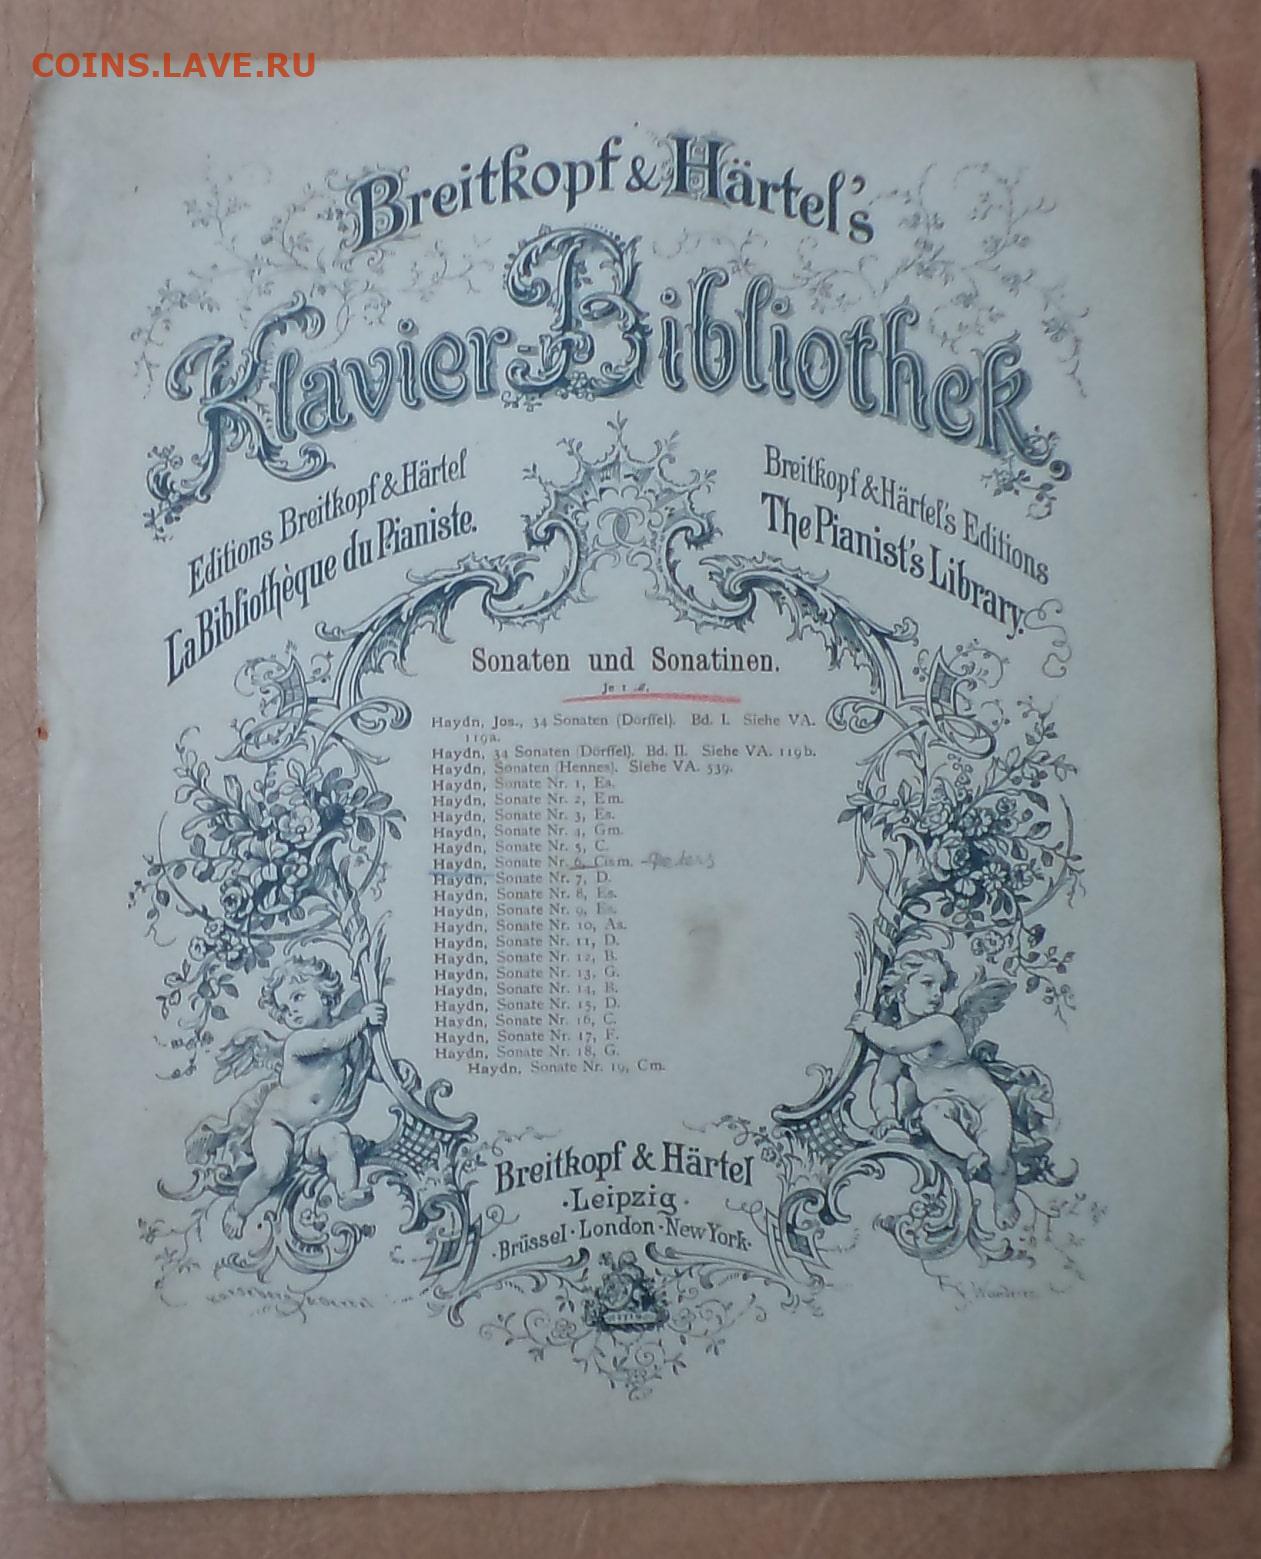 COINS.LAVE.RU
Breitkopf & Härtel's
Klavier-Bibliothek
Editions Breitkopf & Härtel
La Bibliothèque du Pianiste.
Breitkopf & Härtel's Editions
The Pianist's Library.
Sonaten und Sonatinen.
Je 1 ℳ.
Haydn, Jos., 34 Sonaten (Dörffel). Bd. I. Siehe VA.
119a.
Haydn, 34 Sonaten (Dörffel). Bd. II. Siehe VA. 119b.
Haydn, Sonaten (Hennes). Siehe VA. 539.
Haydn, Sonate Nr. 1, Es.
Haydn, Sonate Nr. 2, Em.
Haydn, Sonate Nr. 3, Es.
Haydn, Sonate Nr. 4, Gm.
Haydn, Sonate Nr. 5, C.
Haydn, Sonate Nr. 6, Cism.
Haydn, Sonate Nr. 7, D.
Haydn, Sonate Nr. 8, Es.
Haydn, Sonate Nr. 9, Es.
Haydn, Sonate Nr. 10, As.
Haydn, Sonate Nr. 11, D.
Haydn, Sonate Nr. 12, B.
Haydn, Sonate Nr. 13, G.
Haydn, Sonate Nr. 14, B.
Haydn, Sonate Nr. 15, D.
Haydn, Sonate Nr. 16, C.
Haydn, Sonate Nr. 17, F.
Haydn, Sonate Nr. 18, G.
Haydn, Sonate Nr. 19, Cm.
Breitkopf & Härtel
·Leipzig·
·Brüssel·London·New York·